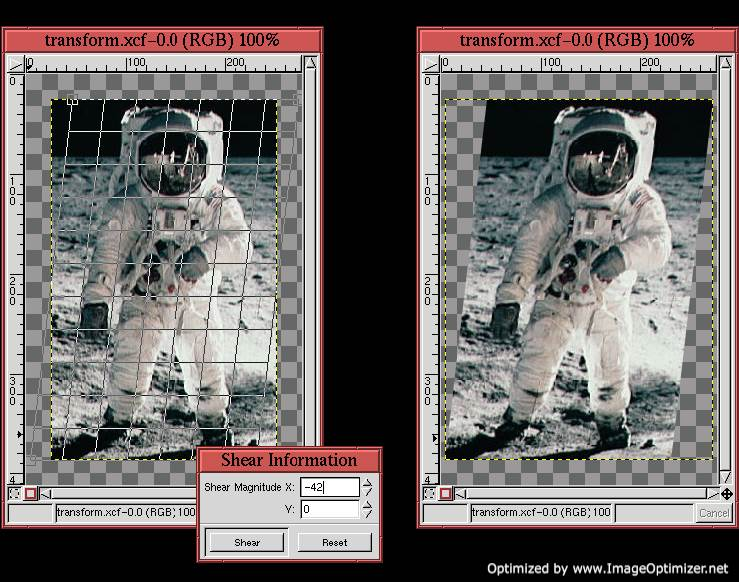 transform.xcf-0.0 (RGB) 100%
0 100 200
0
100
200
300
4
transform.xcf-0.0 (RGB) 100
Shear Information
Shear Magnitude X: -42
Y: 0
Shear Reset
transform.xcf-0.0 (RGB) 100%
0 100 200
0
100
200
300
4
transform.xcf-0.0 (RGB) 100
Cancel
Optimized by www.ImageOptimizer.net